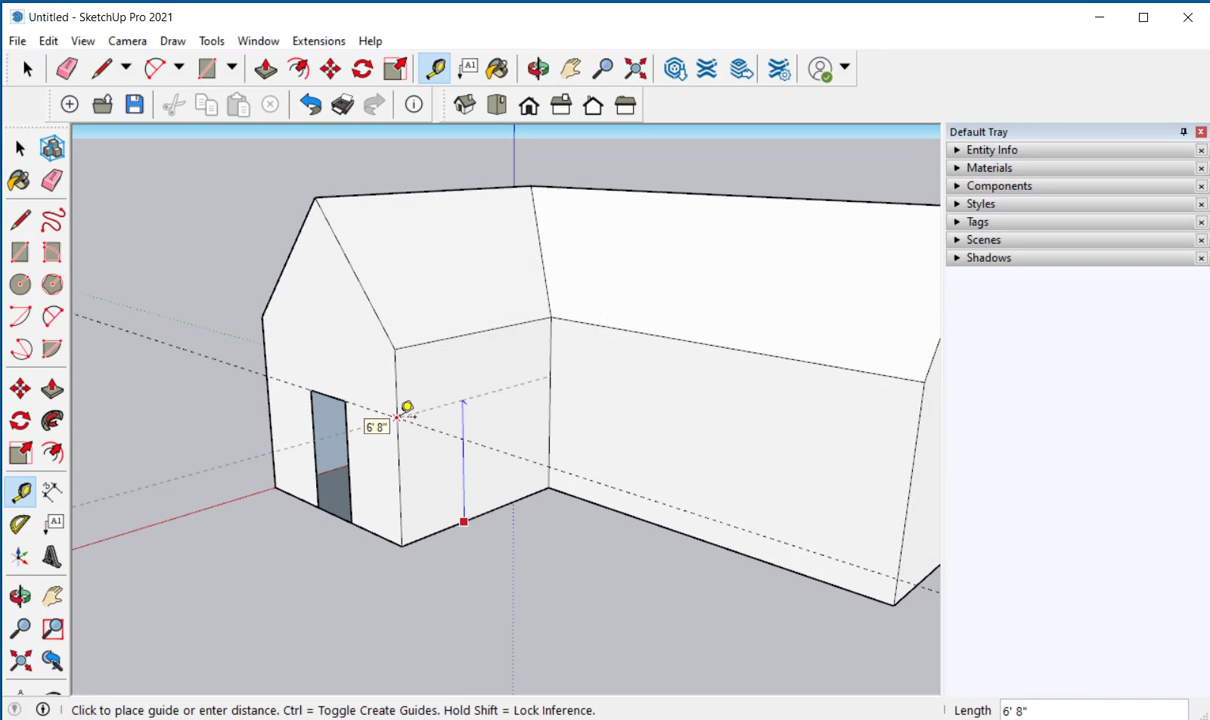 Untitled - SketchUp Pro 2021
File Edit View Camera Draw Tools Window Extensions Help
A1
Default Tray
Entity Info
Materials
Components
Styles
Tags
Scenes
Shadows
6' 8"
A1
Click to place guide or enter distance. Ctrl = Toggle Create Guides. Hold Shift = Lock Inference.
Length 6' 8"